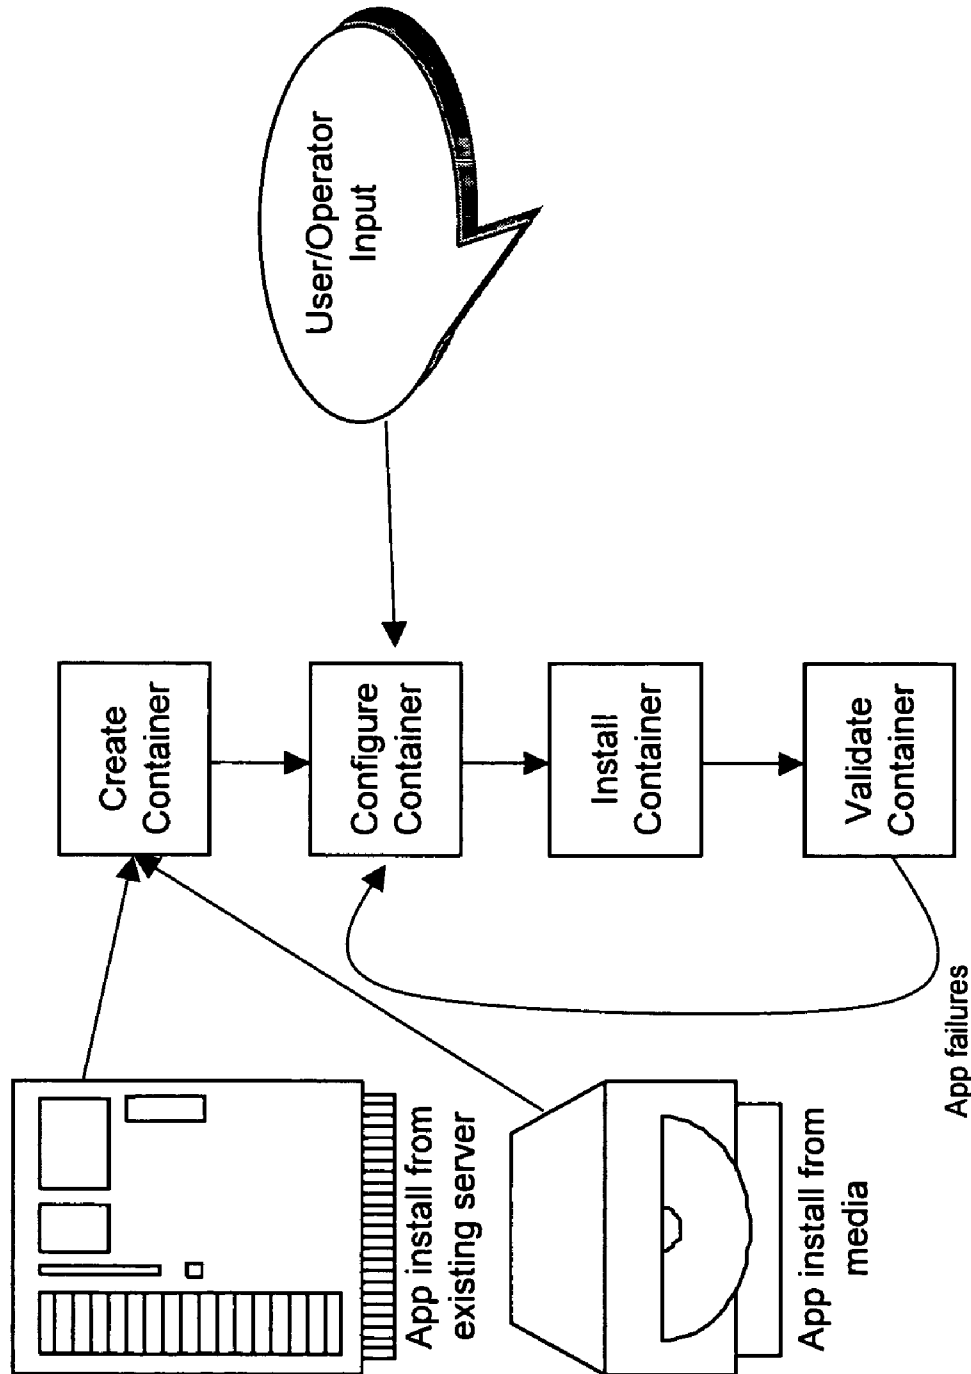 App install from
existing server
App install from
media
App failures
Create
Container
Configure
Container
Install
Container
Validate
Container
User/Operator
Input